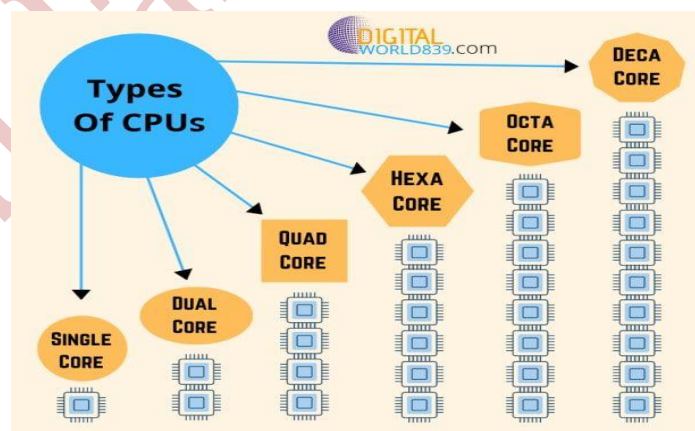 DIGITAL
WORLD839.com
Types
Of CPUs
DECA
CORE
OCTA
CORE
HEXA
CORE
QUAD
CORE
DUAL
CORE
SINGLE
CORE